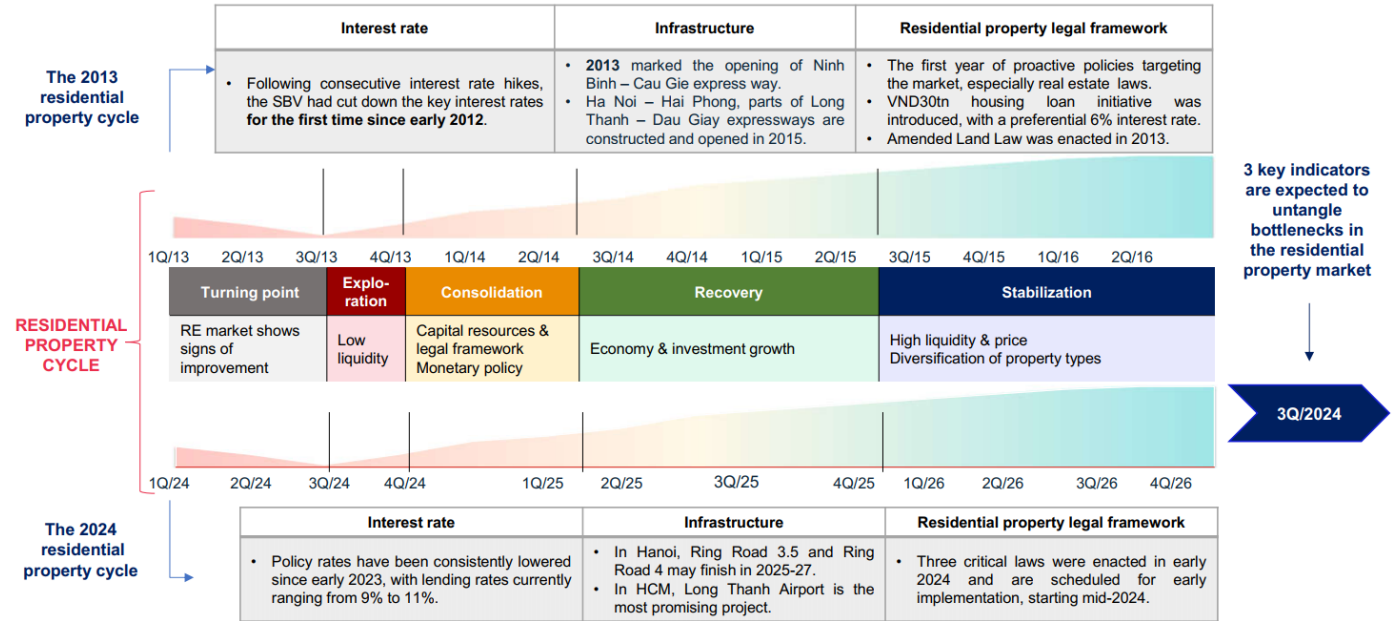 Interest rate
Infrastructure
Residential property legal framework
The 2013
residential
property cycle
• Following consecutive interest rate hikes,
the SBV had cut down the key interest rates
for the first time since early 2012.
• 2013 marked the opening of Ninh
Binh – Cau Gie express way.
• Ha Noi – Hai Phong, parts of Long
Thanh – Dau Giay expressways are
constructed and opened in 2015.
• The first year of proactive policies targeting
the market, especially real estate laws.
• VND30tn housing loan initiative was
introduced, with a preferential 6% interest rate.
• Amended Land Law was enacted in 2013.
3 key indicators
are expected to
untangle
bottlenecks in
the residential
property market
1Q/13 2Q/13 3Q/13 4Q/13 1Q/14 2Q/14 3Q/14 4Q/14 1Q/15 2Q/15 3Q/15 4Q/15 1Q/16 2Q/16
RESIDENTIAL
PROPERTY
CYCLE
Turning point
Explo-
ration
Consolidation
Recovery
Stabilization
RE market shows
signs of
improvement
Low
liquidity
Capital resources &
legal framework
Monetary policy
Economy & investment growth
High liquidity & price
Diversification of property types
3Q/2024
1Q/24 2Q/24 3Q/24 4Q/24 1Q/25 2Q/25 3Q/25 4Q/25 1Q/26 2Q/26 3Q/26 4Q/26
The 2024
residential
property cycle
Interest rate
Infrastructure
Residential property legal framework
• Policy rates have been consistently lowered
since early 2023, with lending rates currently
ranging from 9% to 11%.
• In Hanoi, Ring Road 3.5 and Ring
Road 4 may finish in 2025-27.
• In HCM, Long Thanh Airport is the
most promising project.
• Three critical laws were enacted in early
2024 and are scheduled for early
implementation, starting mid-2024.